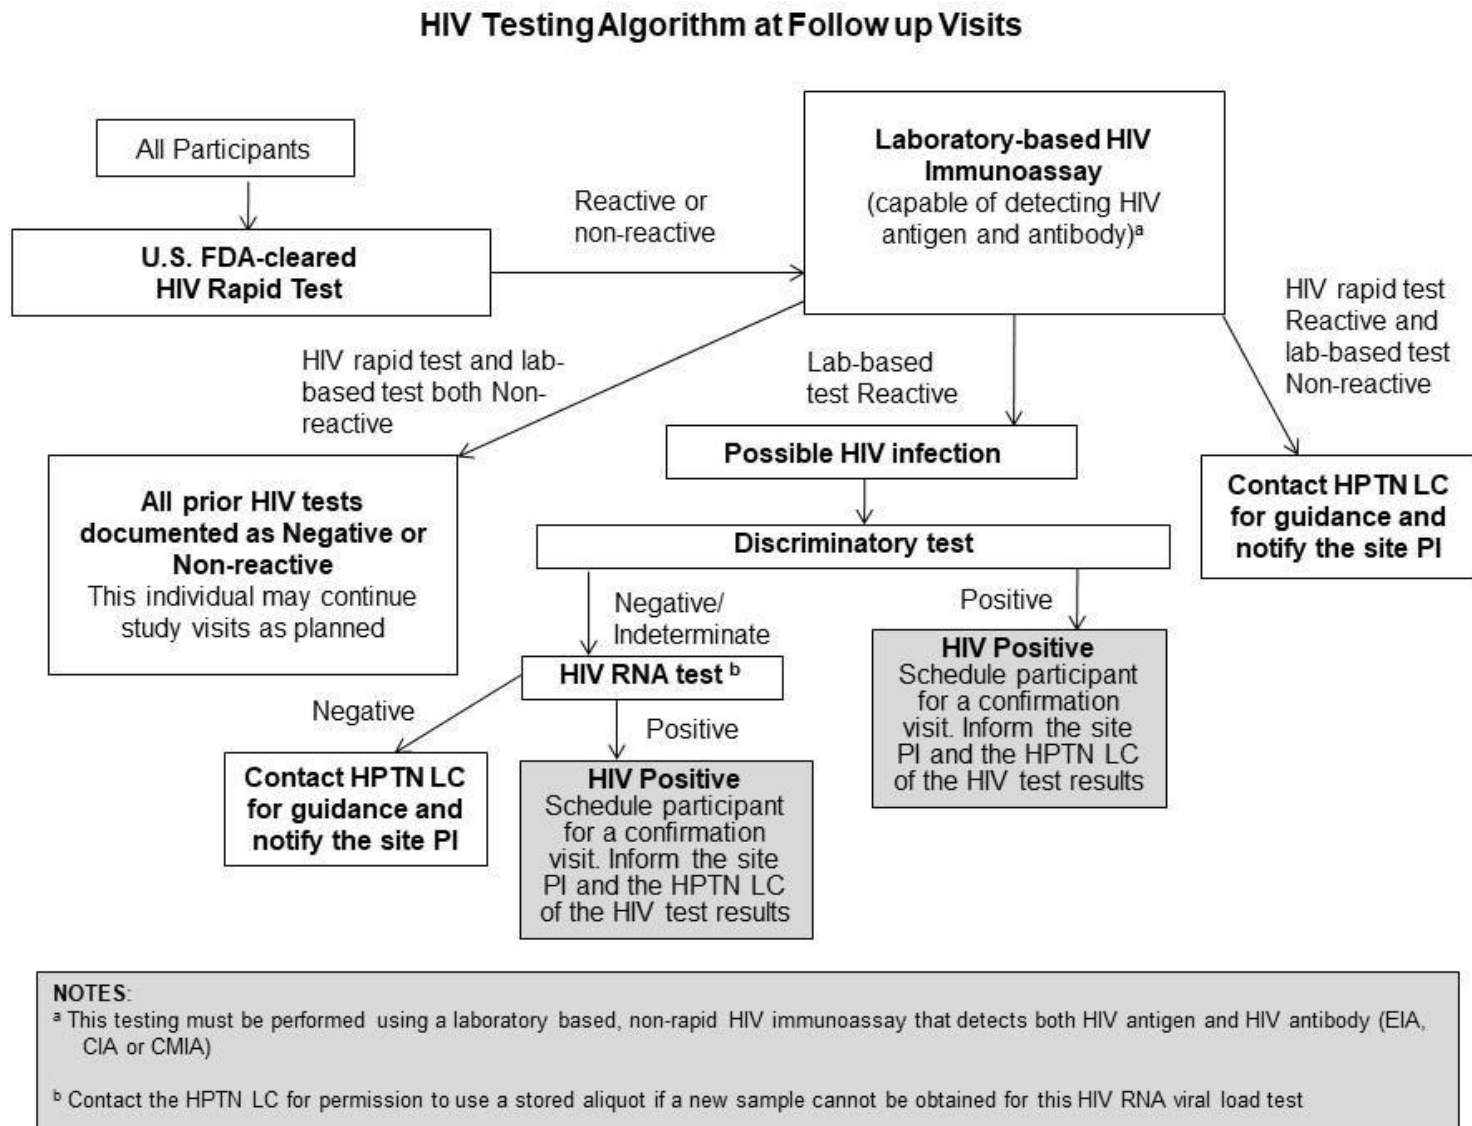 HIV Testing Algorithm at Follow up Visits
All Participants
U.S. FDA-cleared
HIV Rapid Test
Reactive or
non-reactive
Laboratory-based HIV
Immunoassay
(capable of detecting HIV
antigen and antibody)ᵃ
HIV rapid test and lab-
based test both Non-
reactive
Lab-based
test Reactive
HIV rapid test
Reactive and
lab-based test
Non-reactive
All prior HIV tests
documented as Negative or
Non-reactive
This individual may continue
study visits as planned
Possible HIV infection
Contact HPTN LC
for guidance and
notify the site PI
Discriminatory test
Negative/
Indeterminate
Positive
HIV RNA test ᵇ
HIV Positive
Schedule participant
for a confirmation
visit. Inform the site
PI and the HPTN LC
of the HIV test results
Negative
Positive
Contact HPTN LC
for guidance and
notify the site PI
HIV Positive
Schedule participant
for a confirmation
visit. Inform the site
PI and the HPTN LC
of the HIV test results
NOTES:
ᵃ This testing must be performed using a laboratory based, non-rapid HIV immunoassay that detects both HIV antigen and HIV antibody (EIA,
CIA or CMIA)
ᵇ Contact the HPTN LC for permission to use a stored aliquot if a new sample cannot be obtained for this HIV RNA viral load test